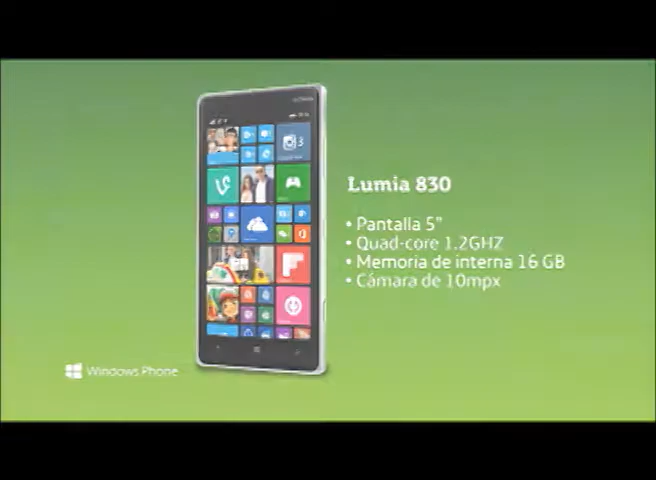 Lumia 830
• Pantalla 5"
• Quad-core 1.2GHZ
• Memoria de interna 16 GB
• Cámara de 10mpx
Windows Phone